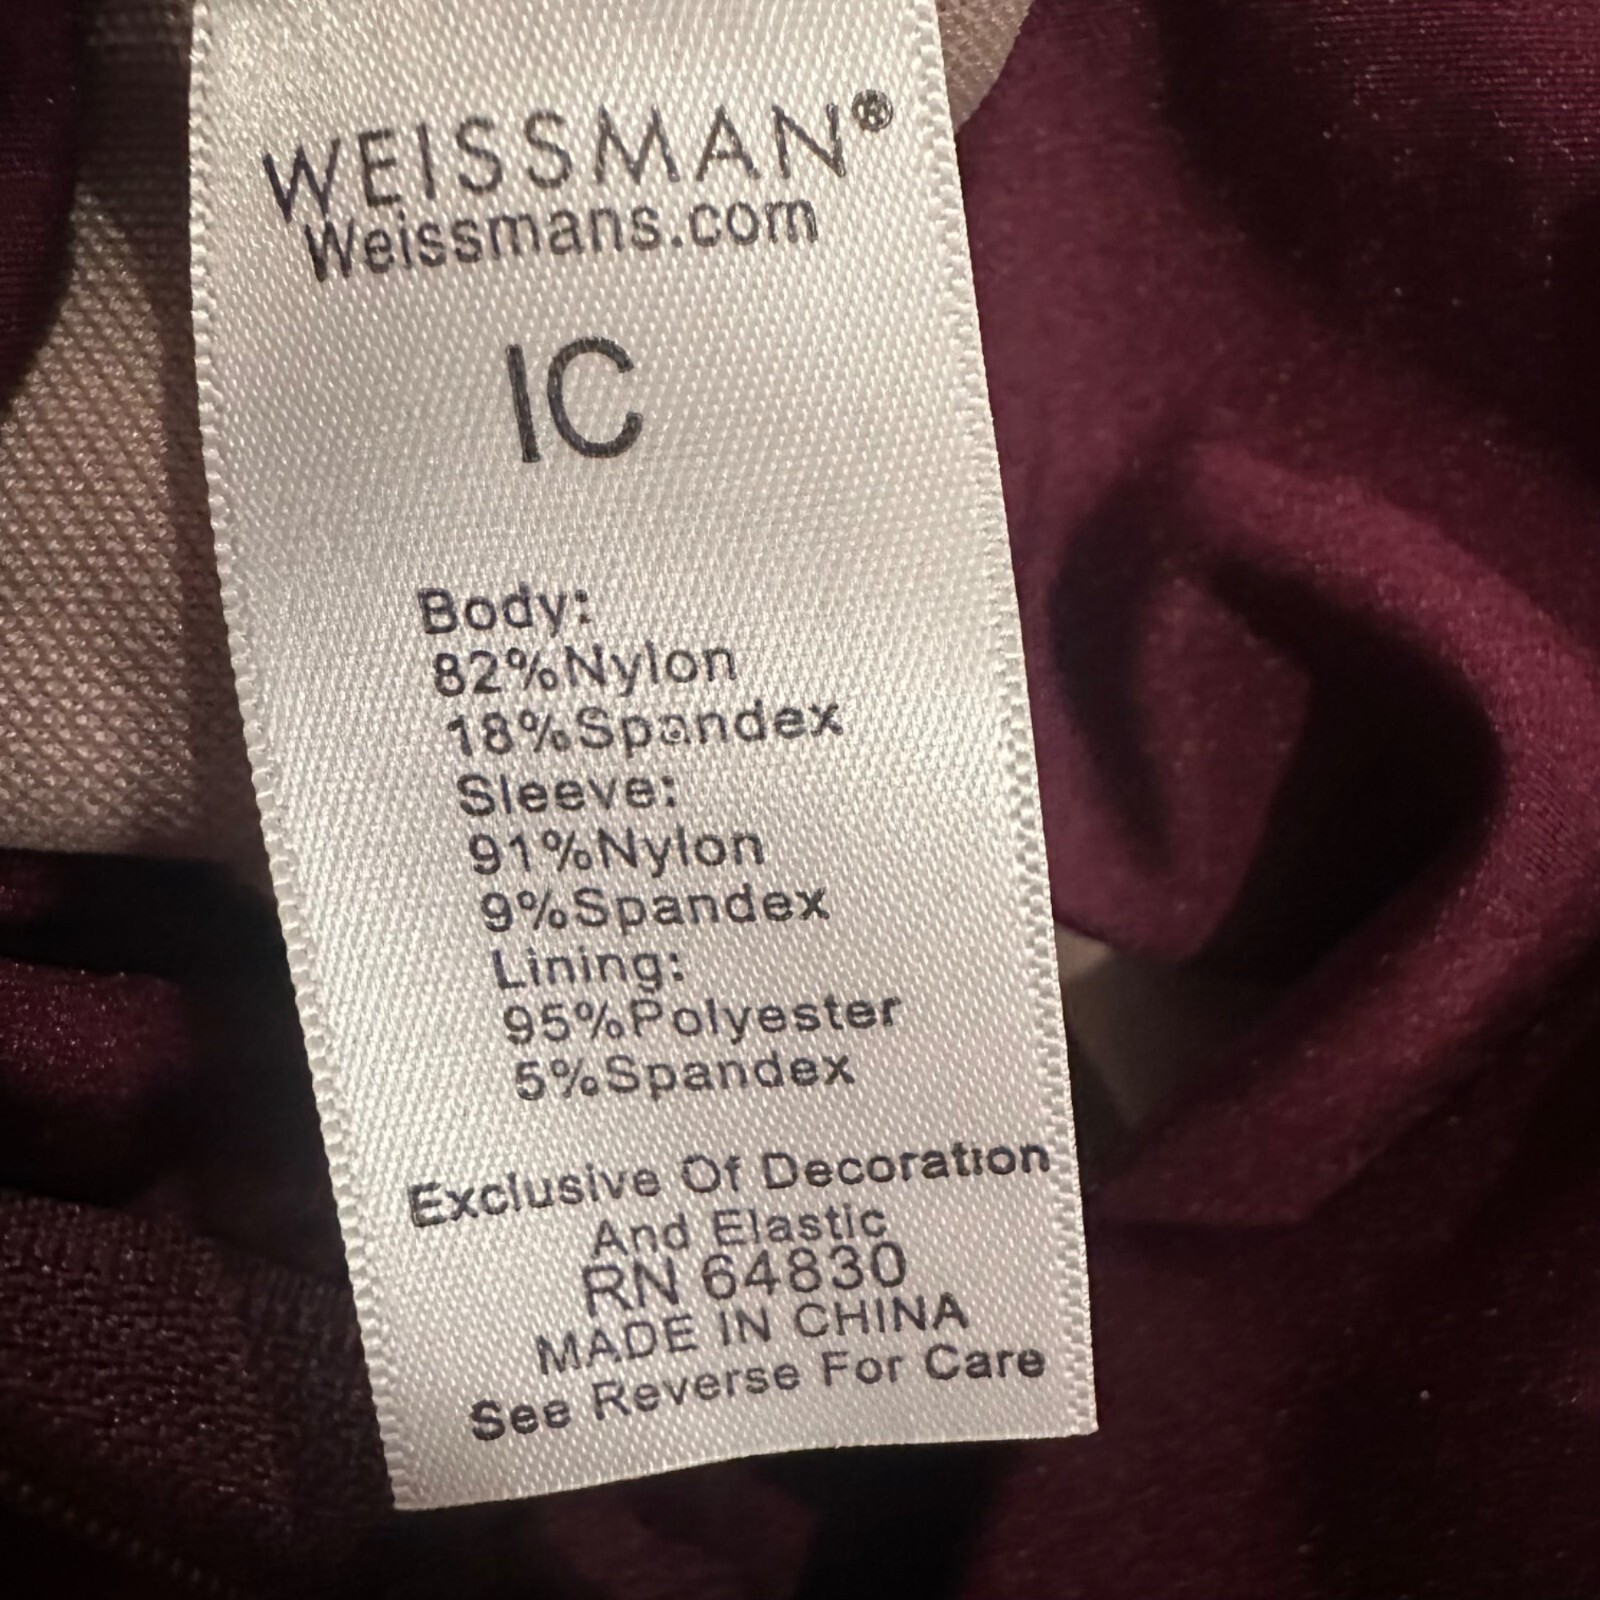 WEISSMAN®
Weissmans.com
IC
Body:
82%Nylon
18%Spandex
Sleeve:
91%Nylon
9%Spandex
Lining:
95%Polyester
5%Spandex
Exclusive Of Decoration
And Elastic
RN 64830
MADE IN CHINA
See Reverse For Care